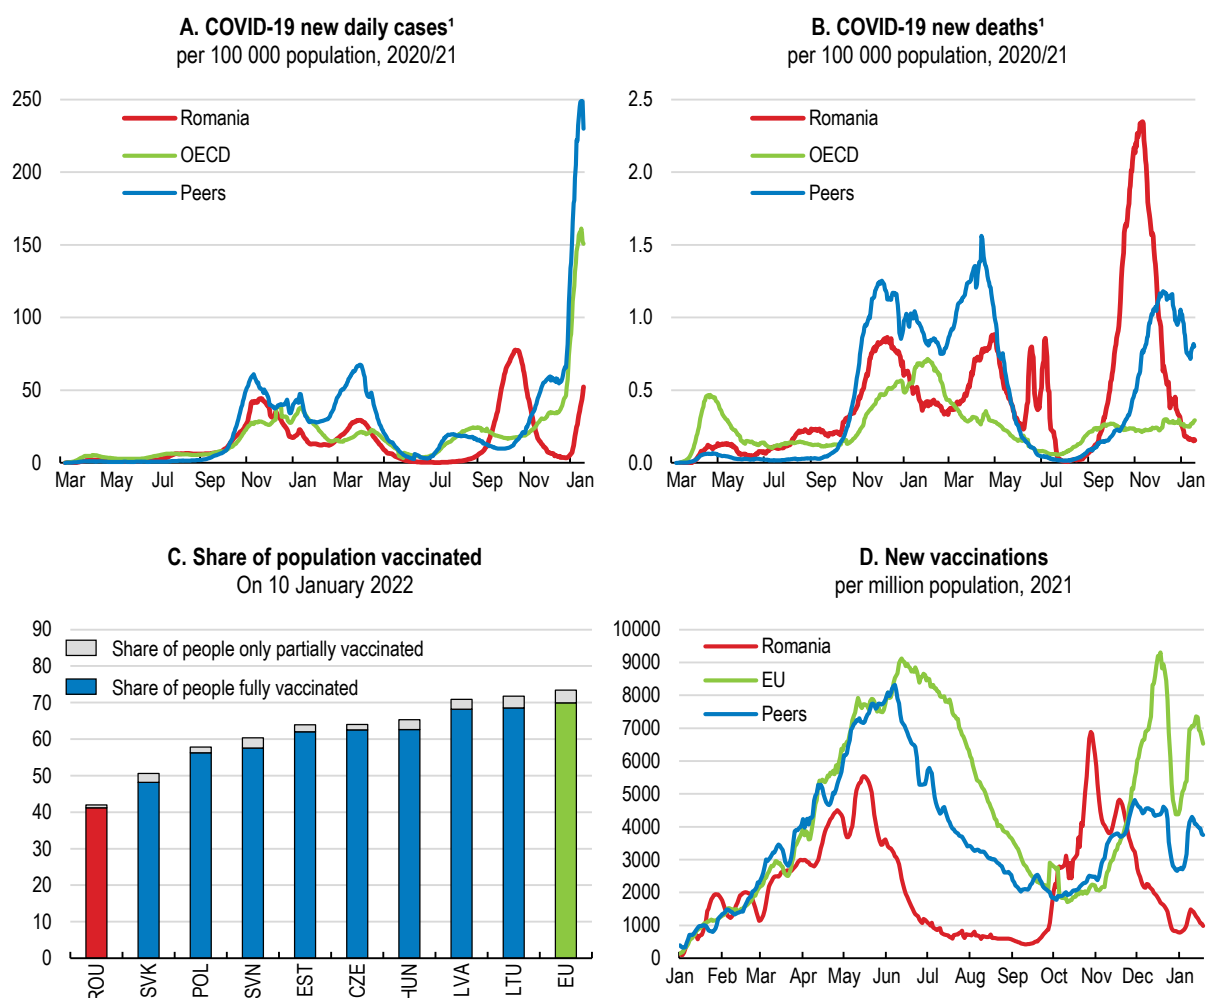 A. COVID-19 new daily cases¹
per 100 000 population, 2020/21
250
200
150
100
50
0
Romania
OECD
Peers
Mar May Jul Sep Nov Jan Mar May Jul Sep Nov Jan
B. COVID-19 new deaths¹
per 100 000 population, 2020/21
2.5
2.0
1.5
1.0
0.5
0.0
Romania
OECD
Peers
Mar May Jul Sep Nov Jan Mar May Jul Sep Nov Jan
C. Share of population vaccinated
On 10 January 2022
90
80
70
60
50
40
30
20
10
0
Share of people only partially vaccinated
Share of people fully vaccinated
ROU SVK POL SVN EST CZE HUN LVA LTU EU
D. New vaccinations
per million population, 2021
10000
9000
8000
7000
6000
5000
4000
3000
2000
1000
0
Romania
EU
Peers
Jan Feb Mar Apr May Jun Jul Aug Sep Oct Nov Dec Jan